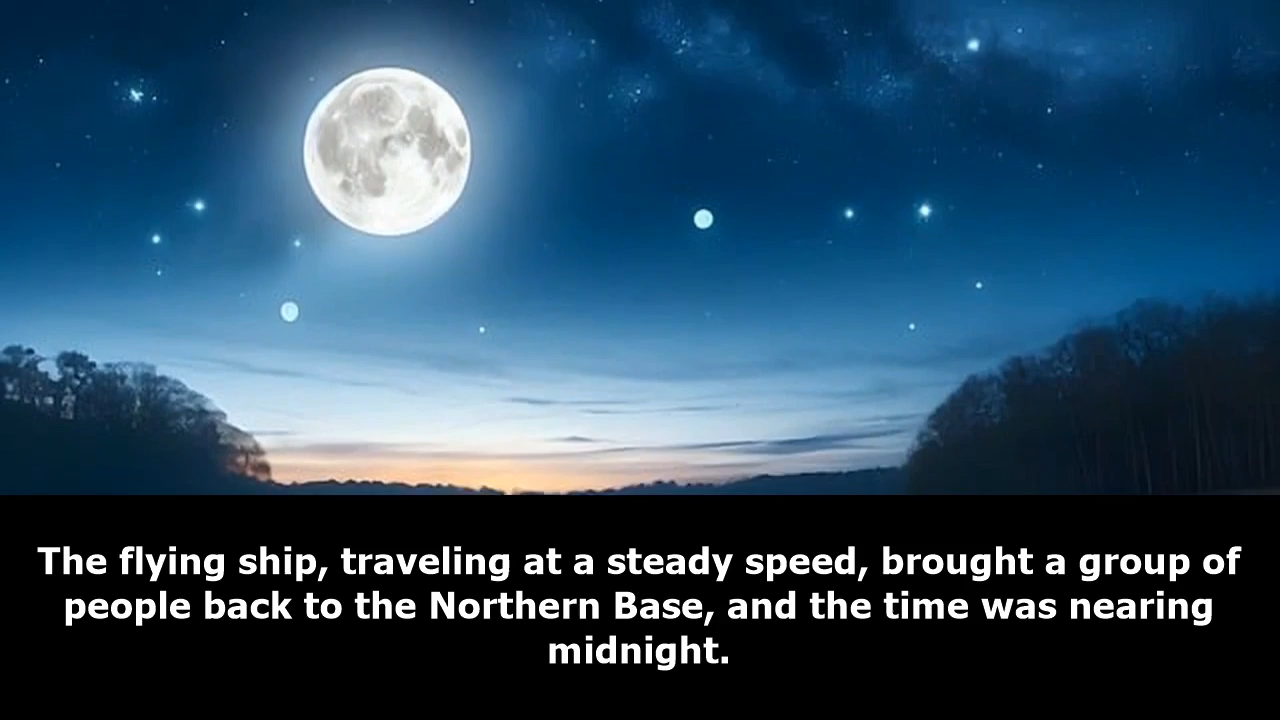 The flying ship, traveling at a steady speed, brought a group of
people back to the Northern Base, and the time was nearing
midnight.